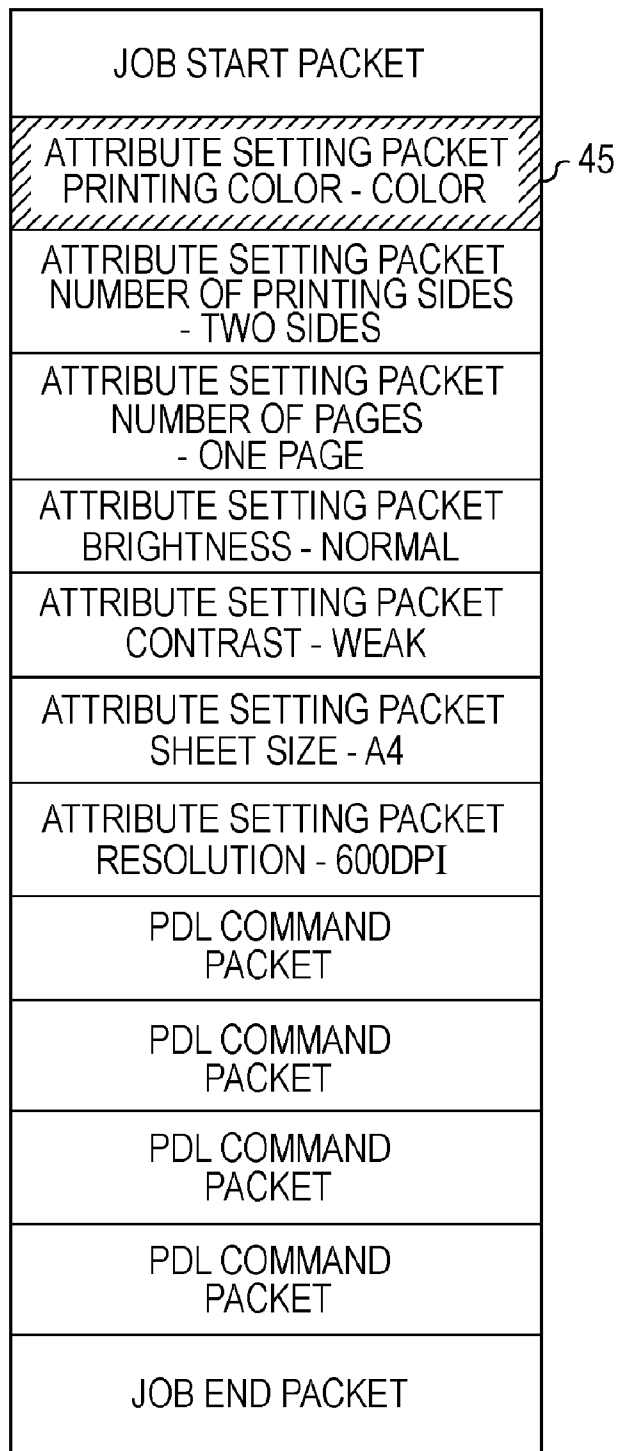 JOB START PACKET
ATTRIBUTE SETTING PACKET
PRINTING COLOR - COLOR
45
ATTRIBUTE SETTING PACKET
NUMBER OF PRINTING SIDES
- TWO SIDES
ATTRIBUTE SETTING PACKET
NUMBER OF PAGES
- ONE PAGE
ATTRIBUTE SETTING PACKET
BRIGHTNESS - NORMAL
ATTRIBUTE SETTING PACKET
CONTRAST - WEAK
ATTRIBUTE SETTING PACKET
SHEET SIZE - A4
ATTRIBUTE SETTING PACKET
RESOLUTION - 600DPI
PDL COMMAND
PACKET
PDL COMMAND
PACKET
PDL COMMAND
PACKET
PDL COMMAND
PACKET
JOB END PACKET